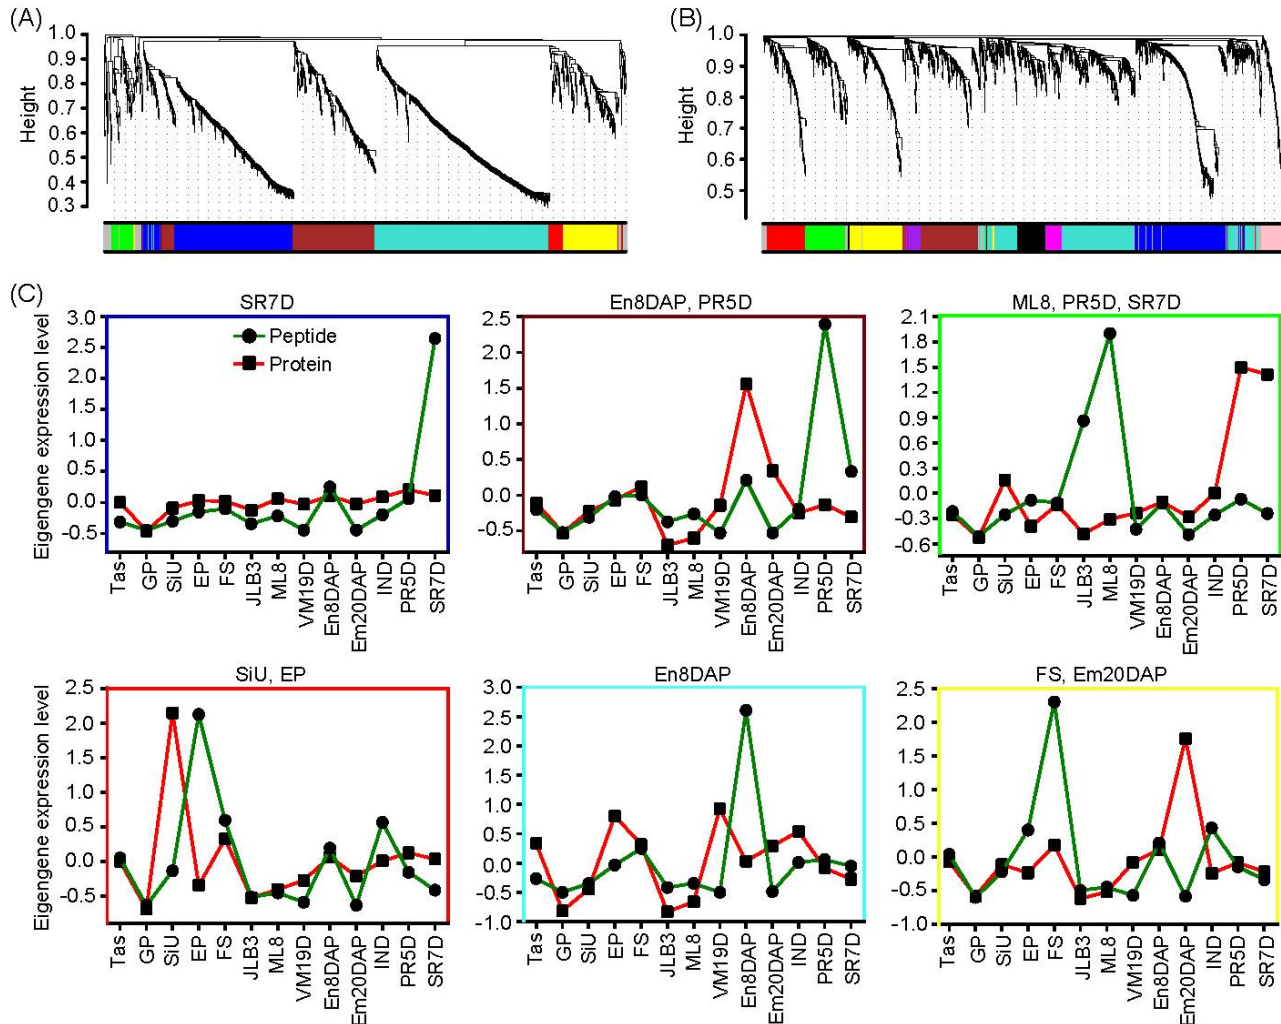 (A)
1.0
0.9
0.8
0.7
0.6
0.5
0.4
0.3
Height
(B)
1.0
0.9
0.8
0.7
0.6
0.5
Height
(C)
SR7D
3.0
2.5
2.0
1.5
1.0
0.5
0.0
-0.5
Eigengene expression level
Peptide
Protein
Tas
GP
SiU
EP
FS
JLB3
ML8
VM19D
En8DAP
Em20DAP
IND
PR5D
SR7D
En8DAP, PR5D
2.5
2.0
1.5
1.0
0.5
0.0
-0.5
Tas
GP
SiU
EP
FS
JLB3
ML8
VM19D
En8DAP
Em20DAP
IND
PR5D
SR7D
ML8, PR5D, SR7D
2.1
1.8
1.5
1.2
0.9
0.6
0.3
0.0
-0.3
-0.6
Tas
GP
SiU
EP
FS
JLB3
ML8
VM19D
En8DAP
Em20DAP
IND
PR5D
SR7D
SiU, EP
2.5
2.0
1.5
1.0
0.5
0.0
-0.5
Eigengene expression level
Tas
GP
SiU
EP
FS
JLB3
ML8
VM19D
En8DAP
Em20DAP
IND
PR5D
SR7D
En8DAP
3.0
2.5
2.0
1.5
1.0
0.5
0.0
-0.5
-1.0
Tas
GP
SiU
EP
FS
JLB3
ML8
VM19D
En8DAP
Em20DAP
IND
PR5D
SR7D
FS, Em20DAP
2.5
2.0
1.5
1.0
0.5
0.0
-0.5
-1.0
Tas
GP
SiU
EP
FS
JLB3
ML8
VM19D
En8DAP
Em20DAP
IND
PR5D
SR7D